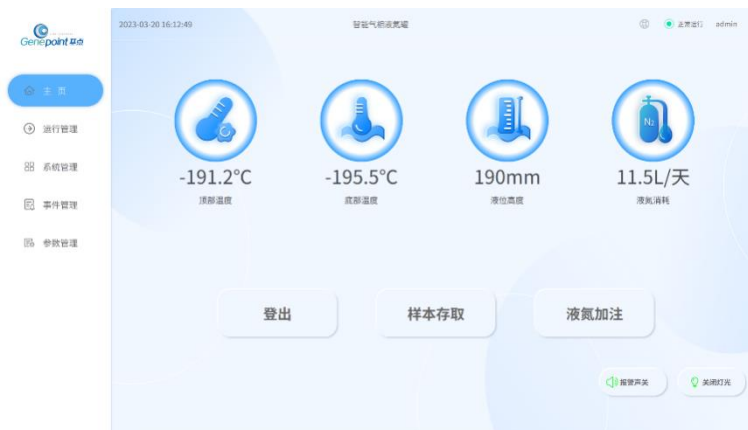 2023-03-20 16:12:49
智能气相液氮罐
正常运行
admin
Genepoint 基点
主 页
运行管理
系统管理
事件管理
参数管理
N₂
-191.2°C
-195.5°C
190mm
11.5L/天
顶部温度
底部温度
液位高度
液氮消耗
登出
样本存取
液氮加注
报警声关
关闭灯光